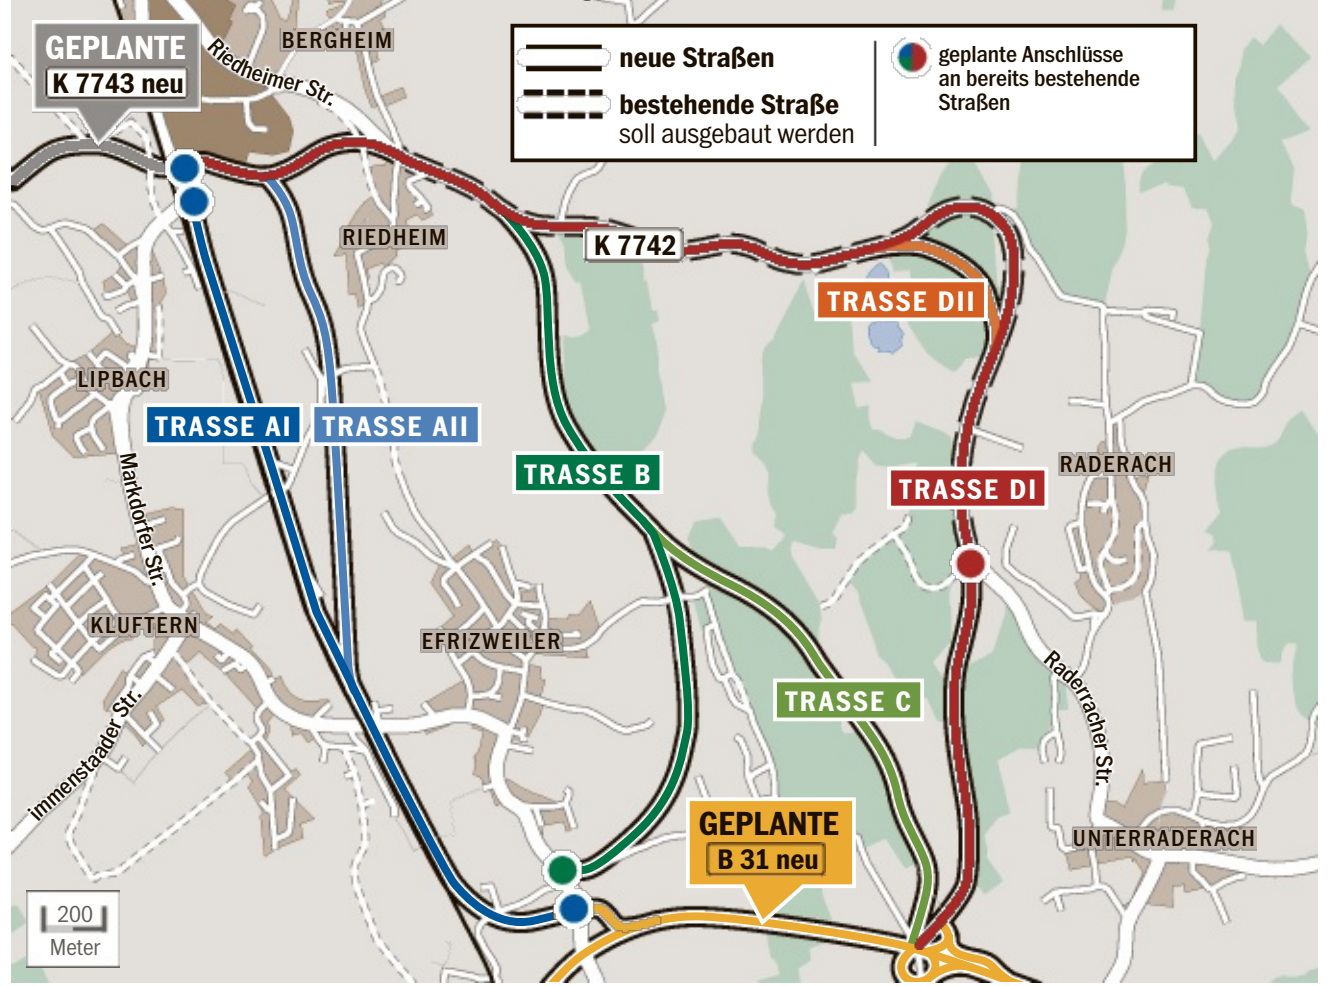 GEPLANTE
K 7743 neu
BERGHEIM
Riedheimer Str.
neue Straßen
bestehende Straße
soll ausgebaut werden
geplante Anschlüsse
an bereits bestehende
Straßen
RIEDHEIM
K 7742
TRASSE DII
LIPBACH
TRASSE AI
TRASSE AII
TRASSE B
RADERACH
TRASSE DI
Markdorfer Str.
KLUFTERN
EFRIZWEILER
TRASSE C
Raderracher Str.
immenstaader Str.
GEPLANTE
B 31 neu
UNTERRADERACH
200
Meter